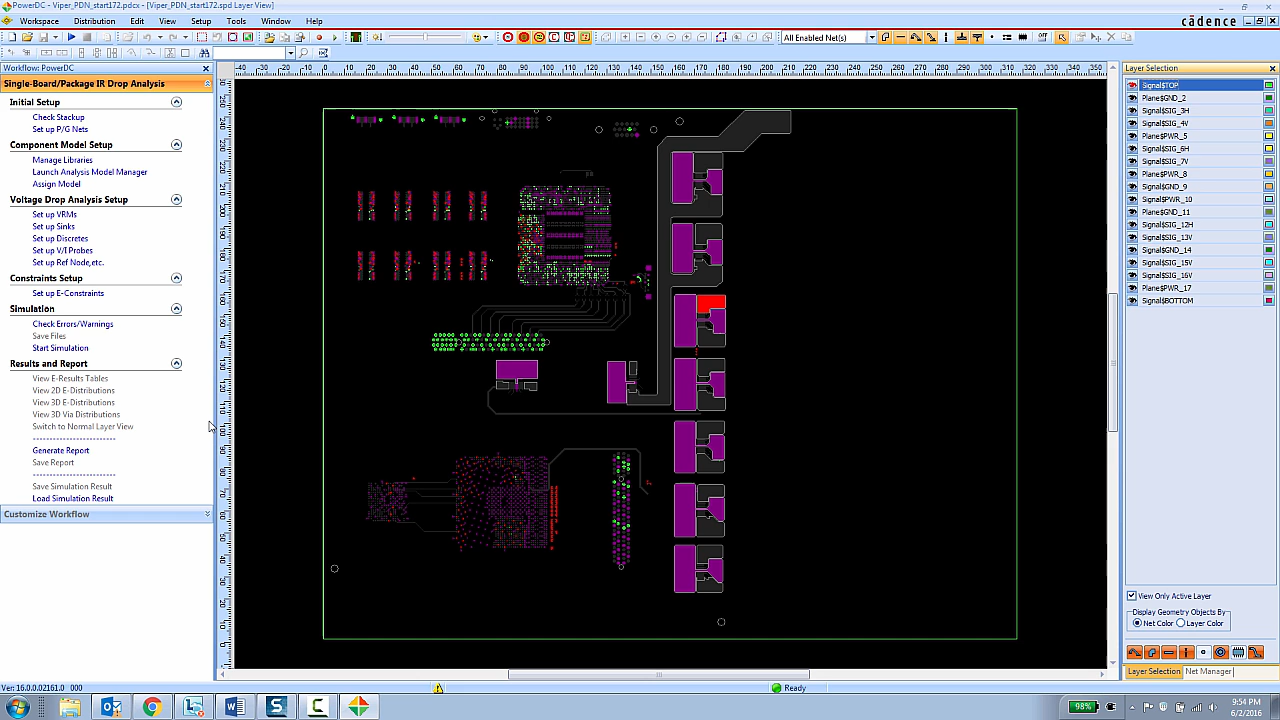 PowerDC - Viper_PDN_start172.pdcx - [Viper_PDN_start172.spd Layer View]
Workspace Distribution Edit View Setup Tools Window Help
cādence
All Enabled Net(s)
Workflow: PowerDC
Single-Board/Package IR Drop Analysis
Initial Setup
Check Stackup
Set up P/G Nets
Component Model Setup
Manage Libraries
Launch Analysis Model Manager
Assign Model
Voltage Drop Analysis Setup
Set up VRMs
Set up Sinks
Set up Discretes
Set up V/I Probes
Set up Ref Node,etc.
Constraints Setup
Set up E-Constraints
Simulation
Check Errors/Warnings
Save Files
Start Simulation
Results and Report
View E-Results Tables
View 2D E-Distributions
View 3D E-Distributions
View 3D Via Distributions
Switch to Normal Layer View
Generate Report
Save Report
Save Simulation Result
Load Simulation Result
Customize Workflow
Layer Selection
Signal$TOP
Plane$GND_2
Signal$SIG_3H
Signal$SIG_4V
Plane$PWR_5
Signal$SIG_6H
Signal$SIG_7V
Plane$PWR_8
Signal$GND_9
Signal$PWR_10
Plane$GND_11
Signal$SIG_12H
Signal$SIG_13V
Plane$GND_14
Signal$SIG_15V
Signal$SIG_16V
Plane$PWR_17
Signal$BOTTOM
View Only Active Layer
Display Geometry Objects By
Net Color Layer Color
Layer Selection Net Manager
Ver: 16.0.0.02161.0 000
Ready
98%
9:54 PM
6/2/2016